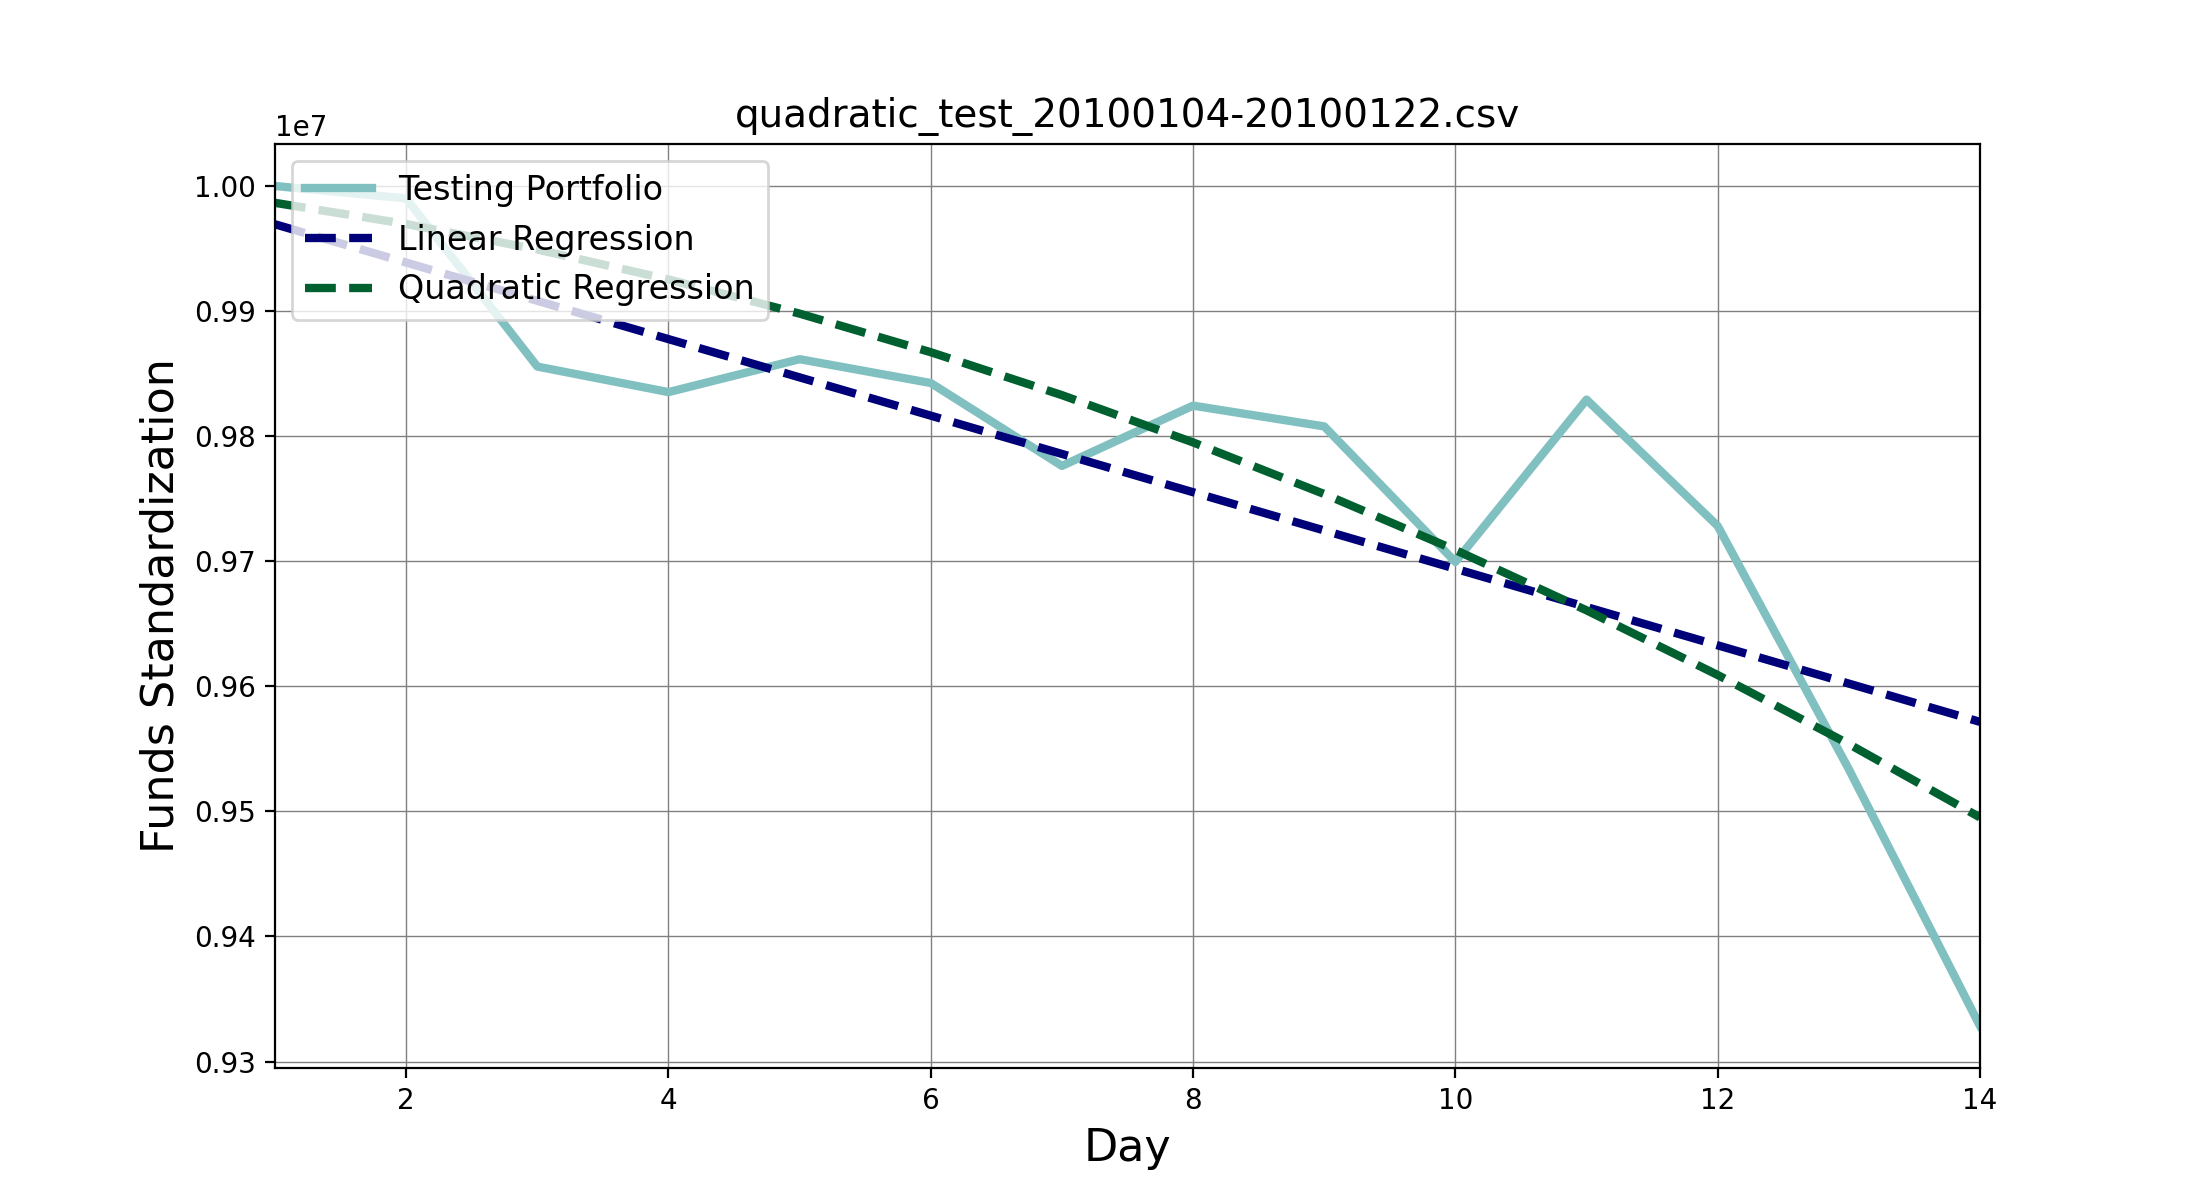 quadratic_test_20100104-20100122.csv
1e7
Testing Portfolio
Linear Regression
Quadratic Regression
1.00
0.99
0.98
0.97
0.96
0.95
0.94
0.93
Funds Standardization
2 4 6 8 10 12 14
Day